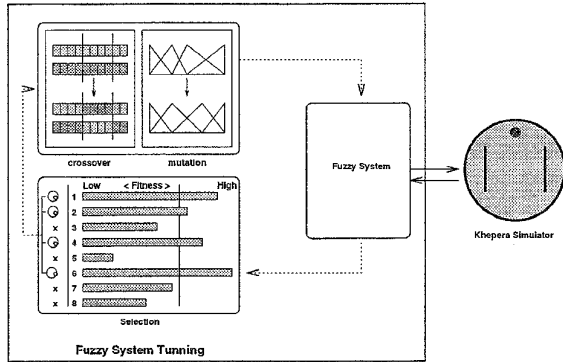 crossover
mutation
Low < Fitness > High
1
2
x 3
4
x 5
6
x 7
x 8
Selection
Fuzzy System
Khepera Simulator
Fuzzy System Tunning